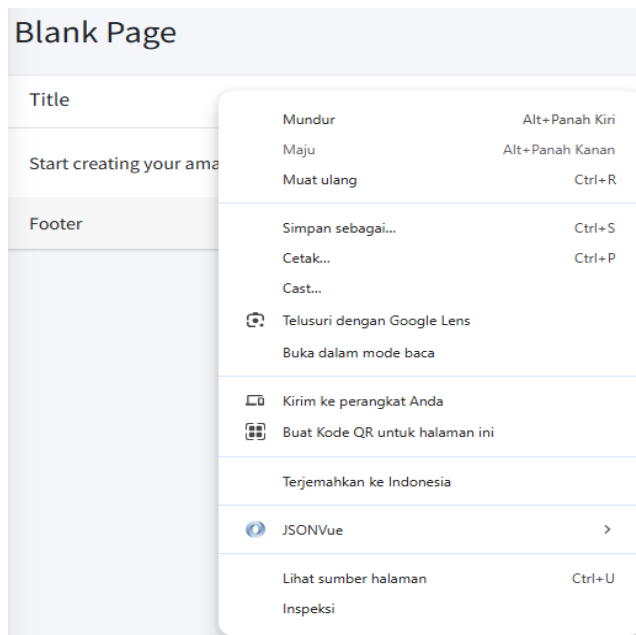 Blank Page
Title
Start creating your ama
Footer
Mundur Alt+Panah Kiri
Maju Alt+Panah Kanan
Muat ulang Ctrl+R
Simpan sebagai... Ctrl+S
Cetak... Ctrl+P
Cast...
Telusuri dengan Google Lens
Buka dalam mode baca
Kirim ke perangkat Anda
Buat Kode QR untuk halaman ini
Terjemahkan ke Indonesia
JSONVue
Lihat sumber halaman Ctrl+U
Inspeksi